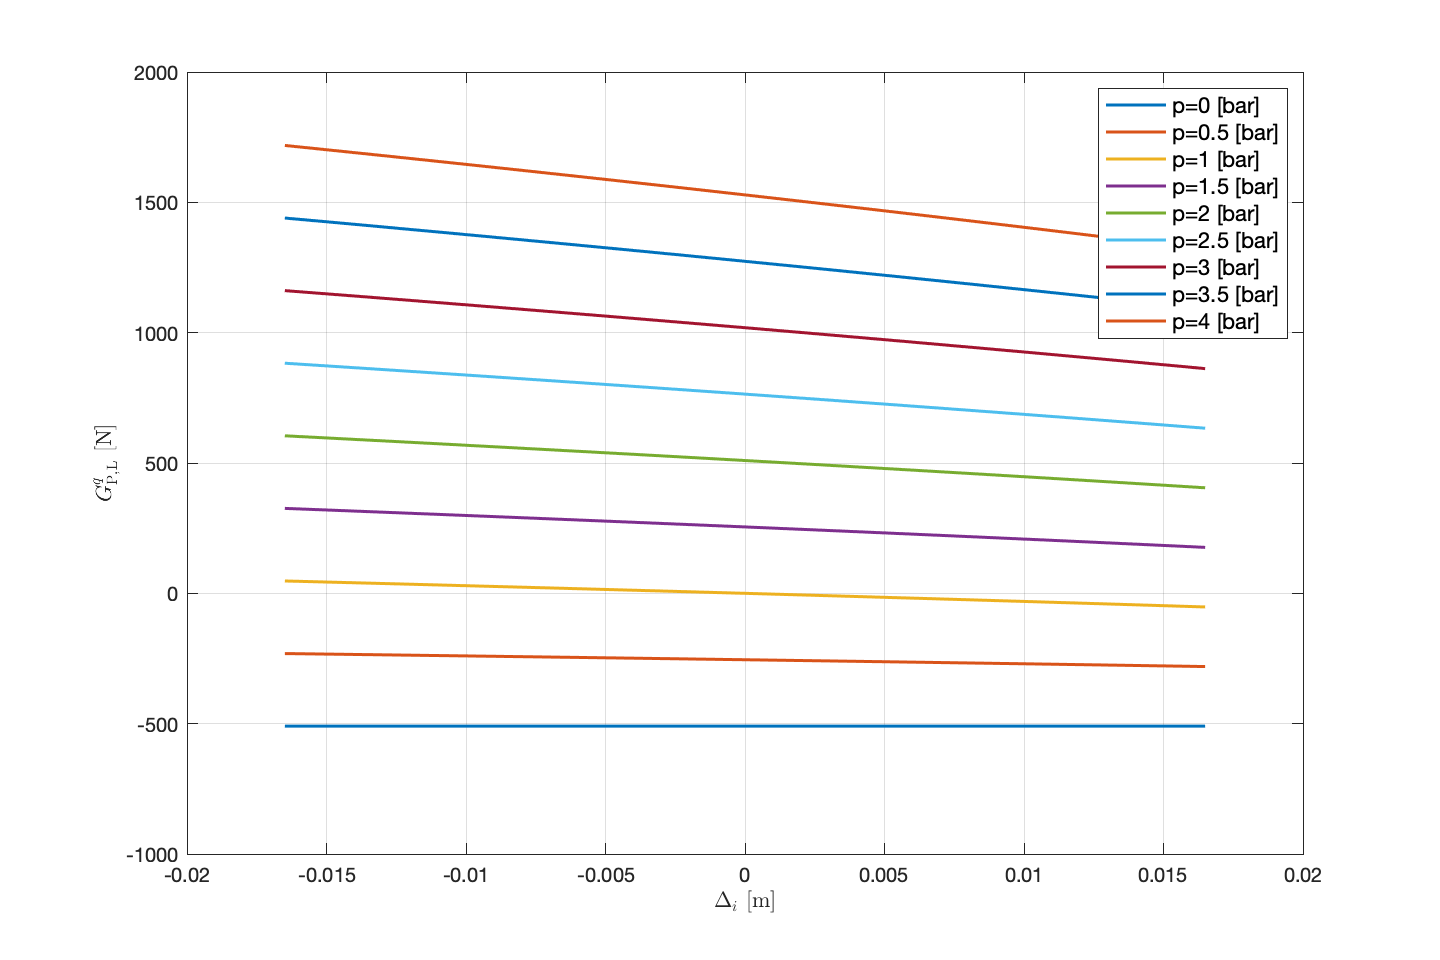 2000
1500
1000
500
0
-500
-1000
G^q_{P,L} [N]
-0.02 -0.015 -0.01 -0.005 0 0.005 0.01 0.015 0.02
Δ_i [m]
p=0 [bar]
p=0.5 [bar]
p=1 [bar]
p=1.5 [bar]
p=2 [bar]
p=2.5 [bar]
p=3 [bar]
p=3.5 [bar]
p=4 [bar]